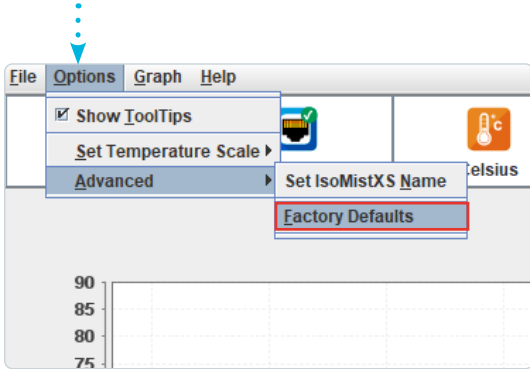 File Options Graph Help
Show ToolTips
Set Temperature Scale
Advanced
Set IsoMistXS Name
Factory Defaults
°c
elsius
90
85
80
75